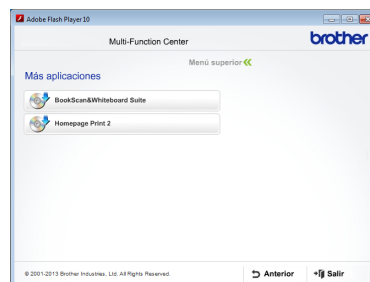 Adobe Flash Player 10
Multi-Function Center
brother
Menú superior
Más aplicaciones
BookScan&Whiteboard Suite
Homepage Print 2
© 2001-2013 Brother Industries, Ltd. All Rights Reserved.
Anterior
Salir